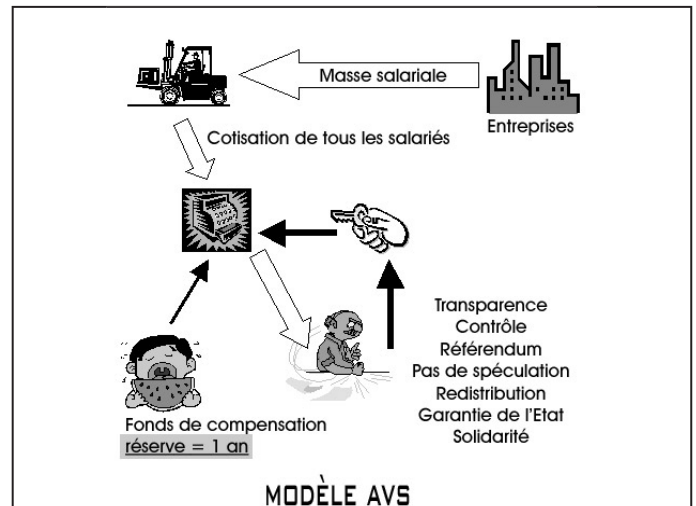 Masse salariale
Entreprises
Cotisation de tous les salariés
Transparence
Contrôle
Référendum
Pas de spéculation
Redistribution
Garantie de l'Etat
Solidarité
Fonds de compensation
réserve = 1 an
MODÈLE AVS